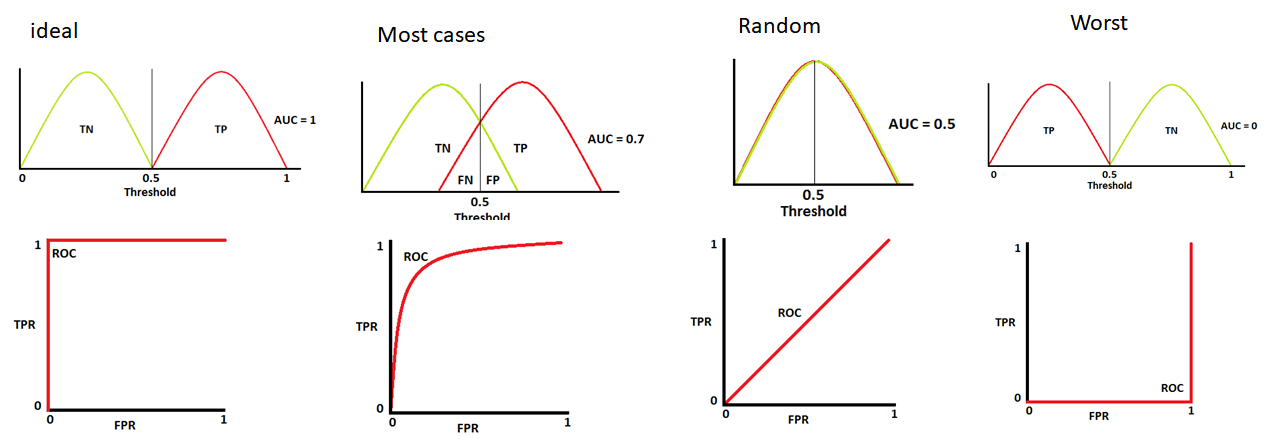 ideal
TN
TP
AUC = 1
0
0.5
1
Threshold
1
ROC
TPR
0
0
FPR
1
Most cases
TN
TP
AUC = 0.7
FN
FP
0.5
Threshold
1
ROC
TPR
0
0
FPR
1
Random
AUC = 0.5
0.5
Threshold
1
ROC
TPR
0
0
FPR
1
Worst
TP
TN
AUC = 0
0
0.5
1
Threshold
1
TPR
ROC
0
0
FPR
1